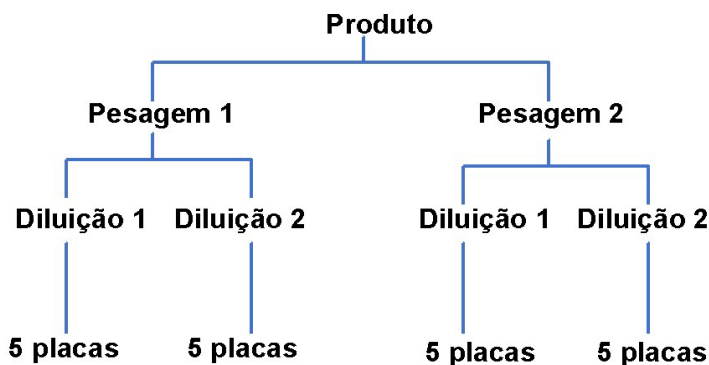 Produto
Pesagem 1 Pesagem 2
Diluição 1 Diluição 2 Diluição 1 Diluição 2
5 placas 5 placas 5 placas 5 placas